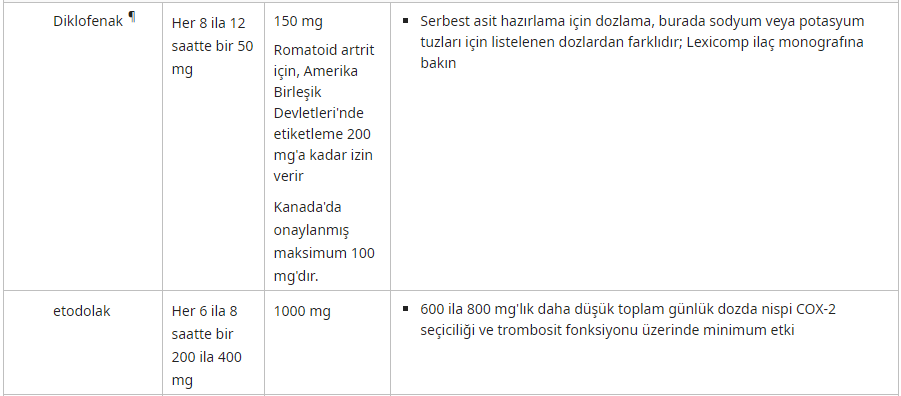 Diklofenak ¶
Her 8 ila 12
saatte bir 50
mg
150 mg
Romatoid artrit
için, Amerika
Birleşik
Devletleri'nde
etiketleme 200
mg'a kadar izin
verir
Kanada'da
onaylanmış
maksimum 100
mg'dır.
▪ Serbest asit hazırlama için dozlama, burada sodyum veya potasyum
tuzları için listelenen dozlardan farklıdır; Lexicomp ilaç monografına
bakın
etodolak
Her 6 ila 8
saatte bir
200 ila 400
mg
1000 mg
▪ 600 ila 800 mg'lık daha düşük toplam günlük dozda nispi COX-2
seçiciliği ve trombosit fonksiyonu üzerinde minimum etki